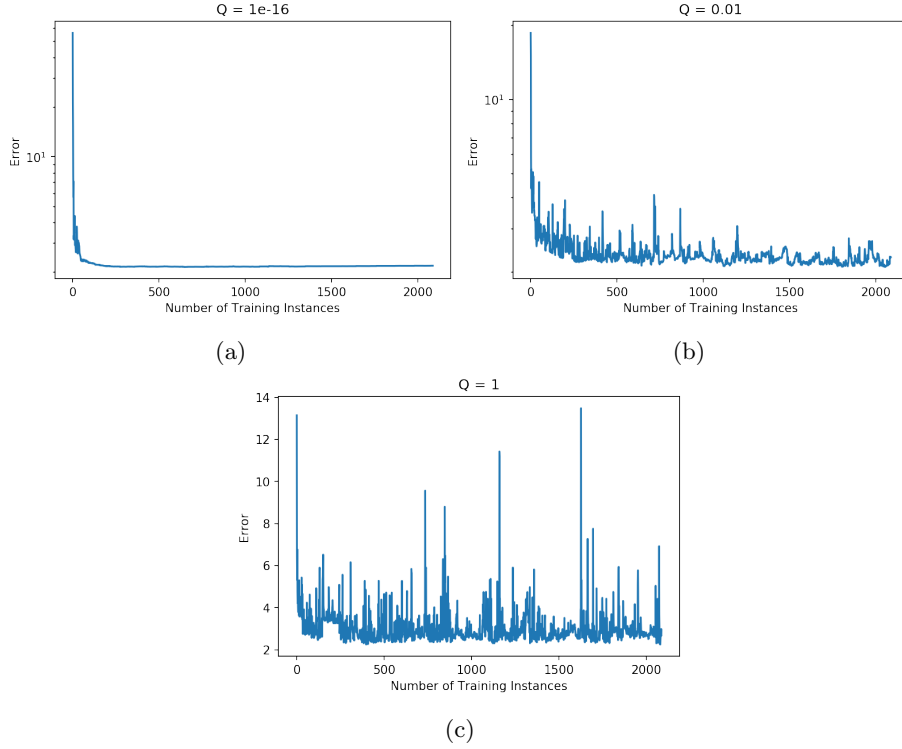 Q = 1e-16
Error
10¹
0 500 1000 1500 2000
Number of Training Instances
(a)
Q = 0.01
Error
10¹
0 500 1000 1500 2000
Number of Training Instances
(b)
Q = 1
Error
14
12
10
8
6
4
2
0 500 1000 1500 2000
Number of Training Instances
(c)